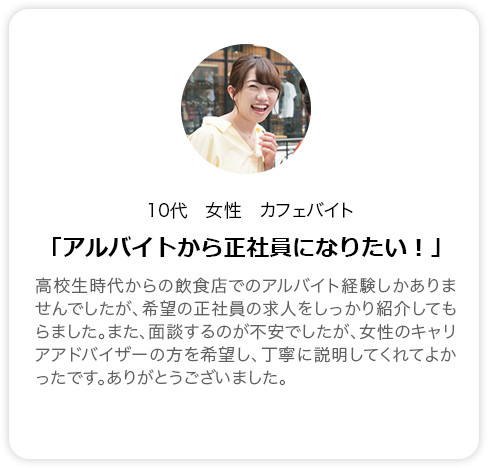 10代　女性　カフェバイト
「アルバイトから正社員になりたい！」
高校生時代からの飲食店でのアルバイト経験しかありま
せんでしたが、希望の正社員の求人をしっかり紹介しても
らました。また、面談するのが不安でしたが、女性のキャリ
アアドバイザーの方を希望し、丁寧に説明してくれてよか
ったです。ありがとうございました。